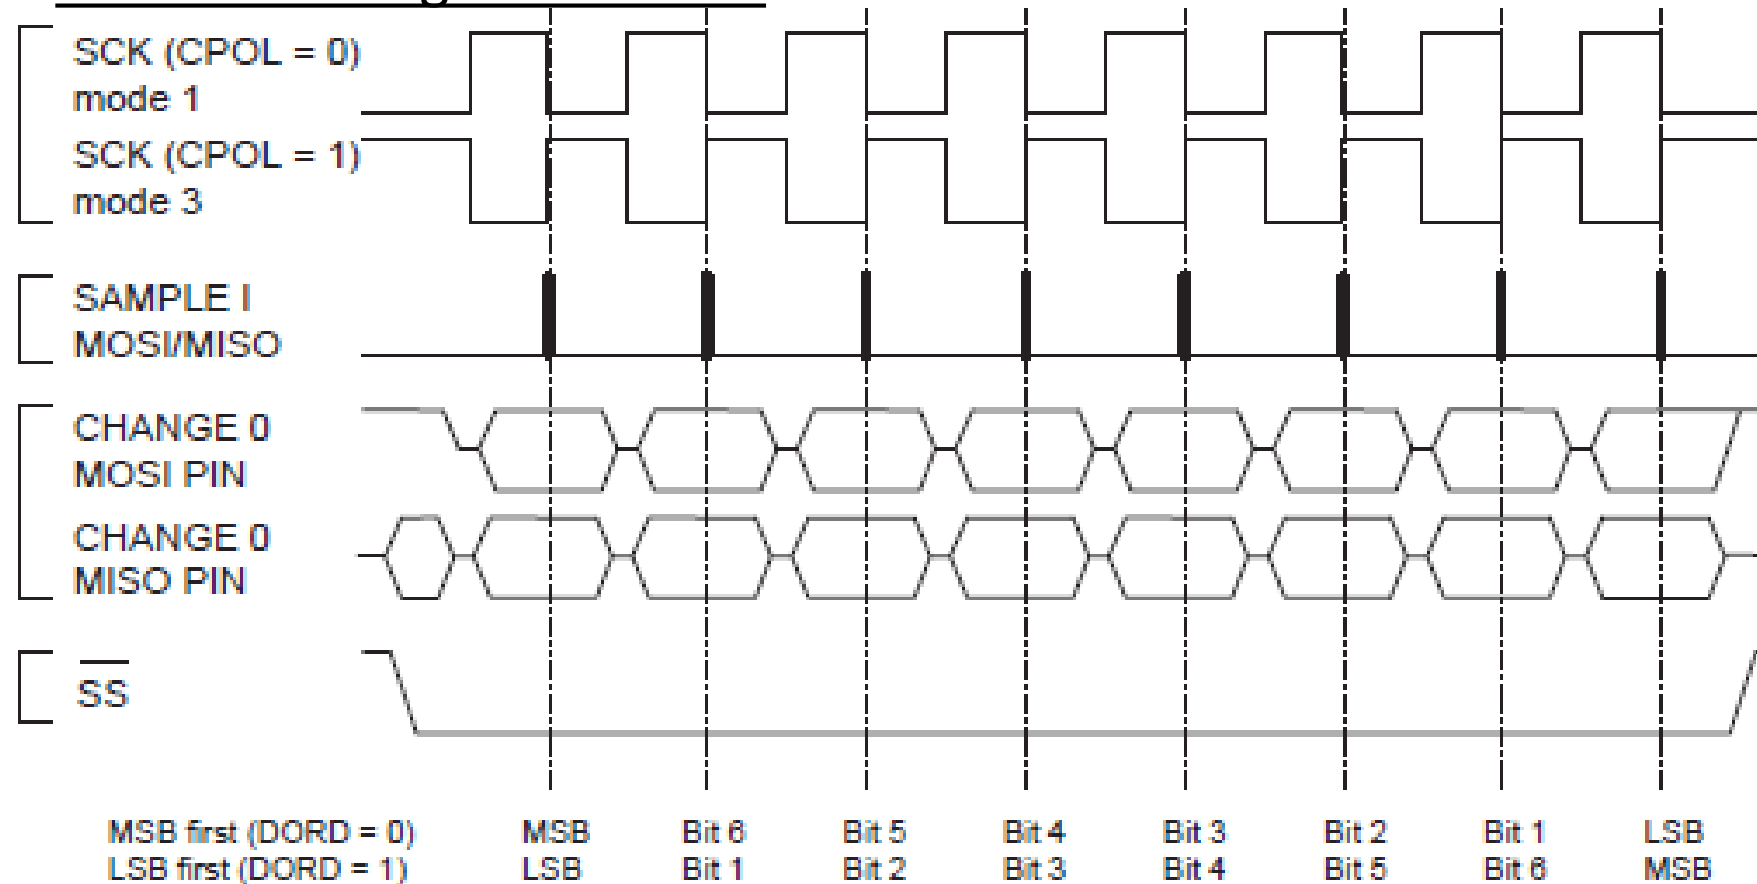 SCK (CPOL = 0)
mode 1
SCK (CPOL = 1)
mode 3
SAMPLE I
MOSI/MISO
CHANGE 0
MOSI PIN
CHANGE 0
MISO PIN
SS
MSB first (DORD = 0) MSB Bit 6 Bit 5 Bit 4 Bit 3 Bit 2 Bit 1 LSB
LSB first (DORD = 1) LSB Bit 1 Bit 2 Bit 3 Bit 4 Bit 5 Bit 6 MSB